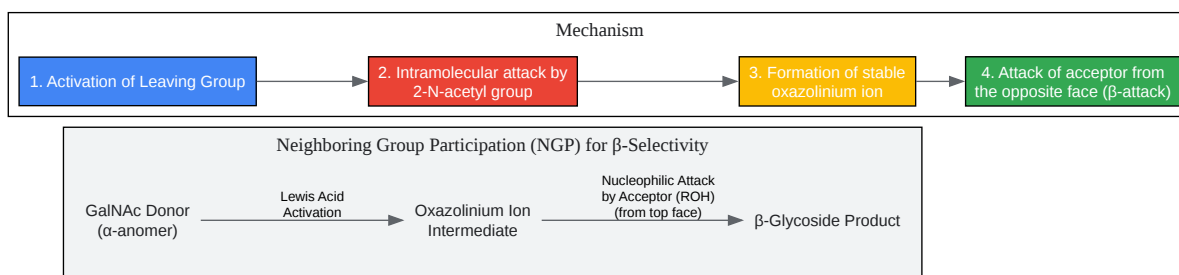 Mechanism
1. Activation of Leaving Group
2. Intramolecular attack by
2-N-acetyl group
3. Formation of stable
oxazolinium ion
4. Attack of acceptor from
the opposite face (β-attack)
Neighboring Group Participation (NGP) for β-Selectivity
GalNAc Donor
(α-anomer)
Lewis Acid
Activation
Oxazolinium Ion
Intermediate
Nucleophilic Attack
by Acceptor (ROH)
(from top face)
β-Glycoside Product